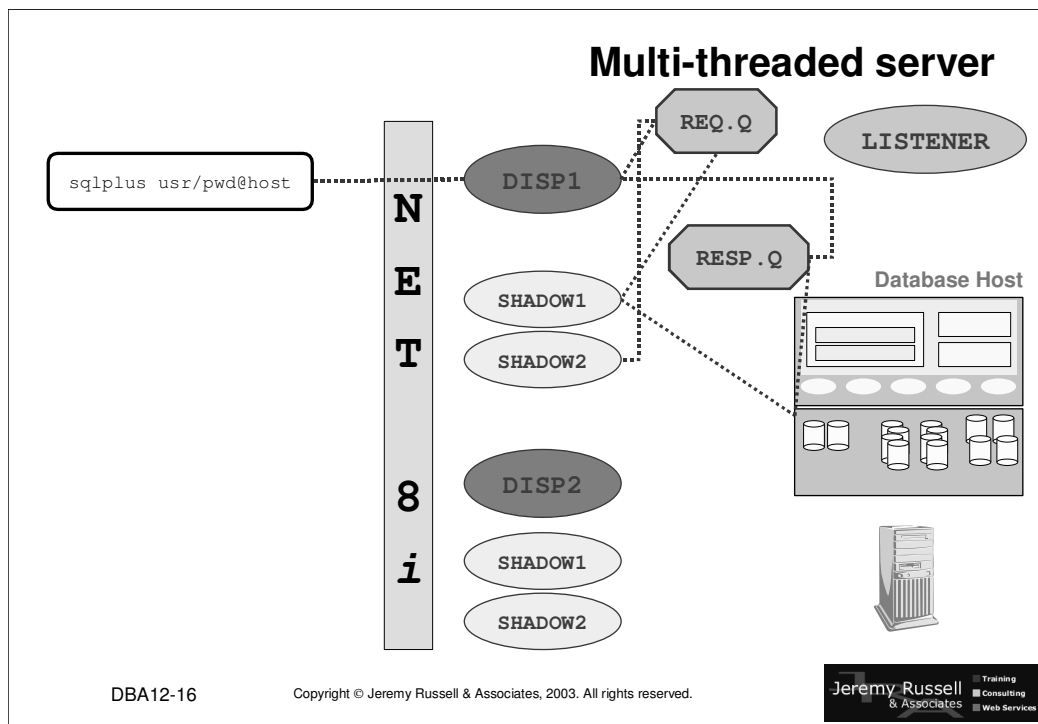 Multi-threaded server
REQ.Q
LISTENER
sqlplus usr/pwd@host
DISP1
N
E
T
8
i
RESP.Q
Database Host
SHADOW1
SHADOW2
DISP2
SHADOW1
SHADOW2
DBA12-16
Copyright © Jeremy Russell & Associates, 2003. All rights reserved.
Jeremy Russell
& Associates
Training
Consulting
Web Services